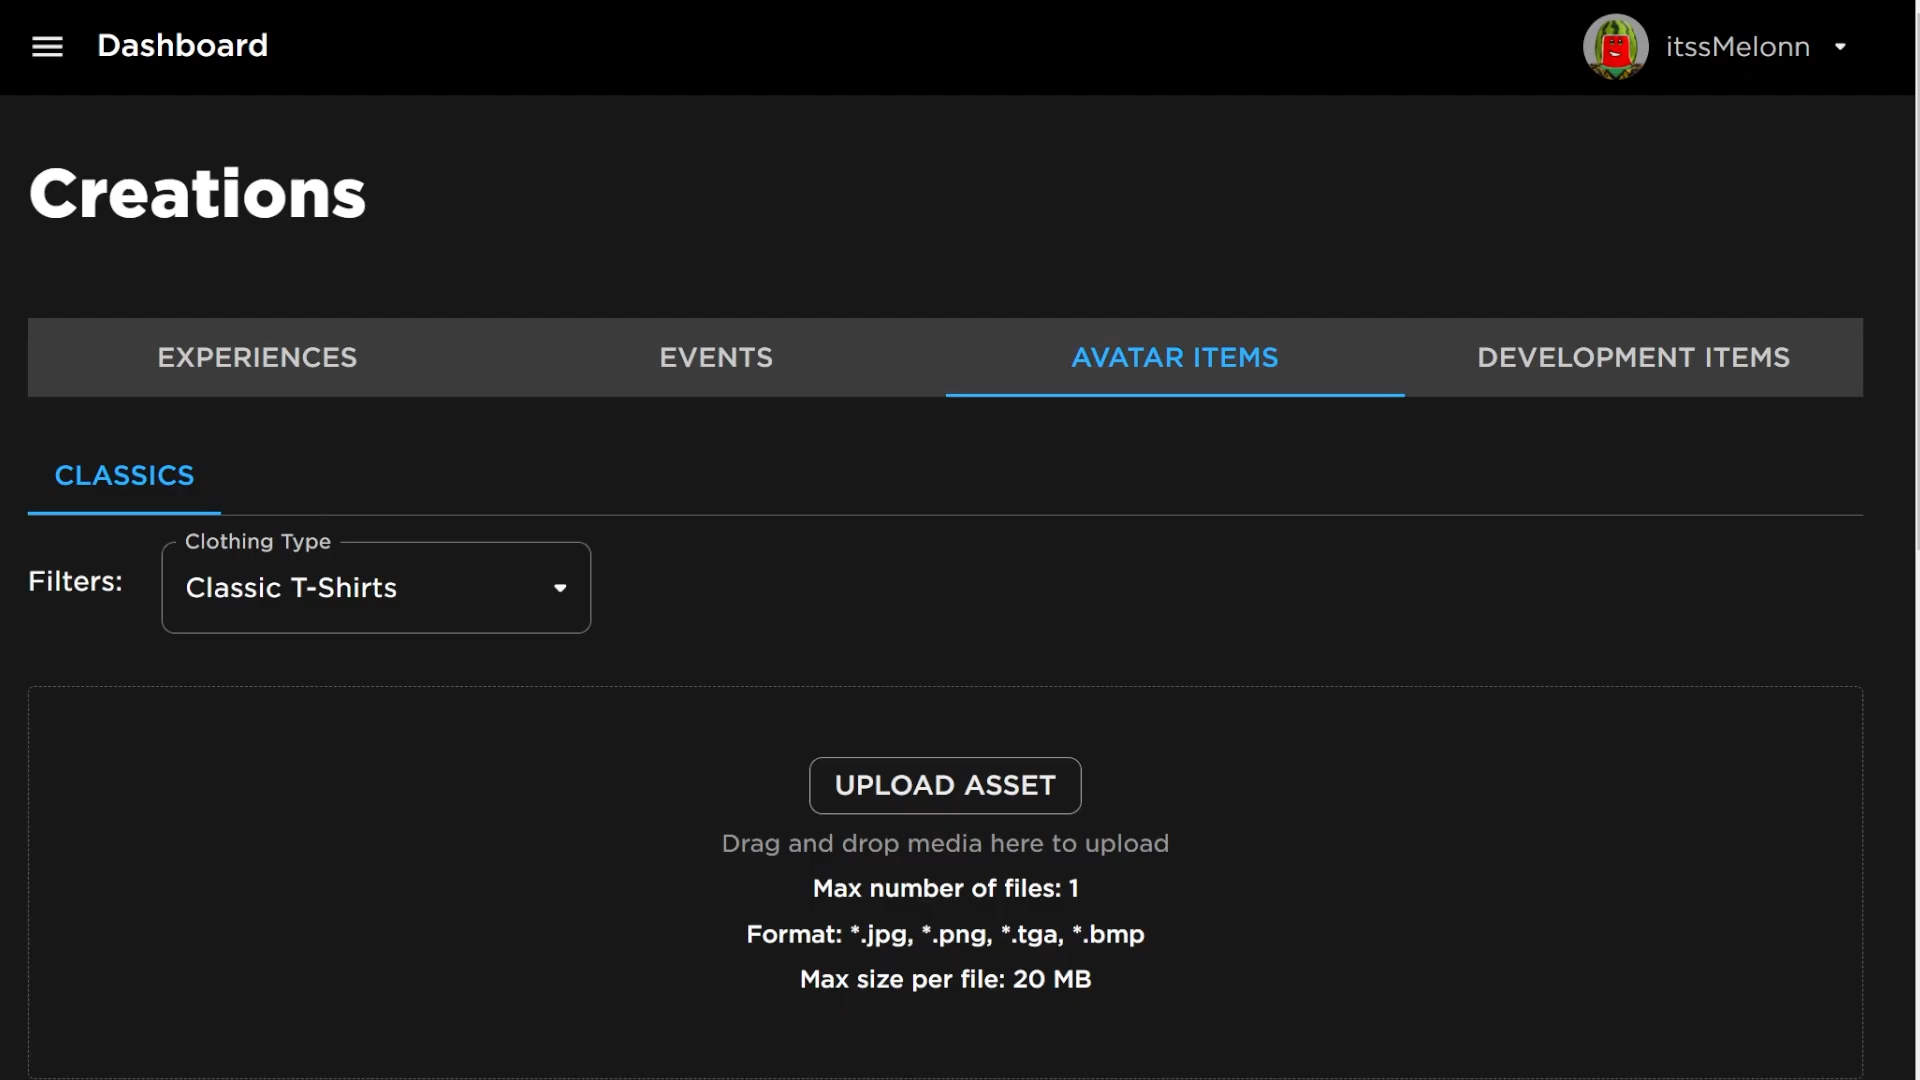 Dashboard
itssMelonn
Creations
EXPERIENCES
EVENTS
AVATAR ITEMS
DEVELOPMENT ITEMS
CLASSICS
Clothing Type
Filters:
Classic T-Shirts
UPLOAD ASSET
Drag and drop media here to upload
Max number of files: 1
Format: *.jpg, *.png, *.tga, *.bmp
Max size per file: 20 MB